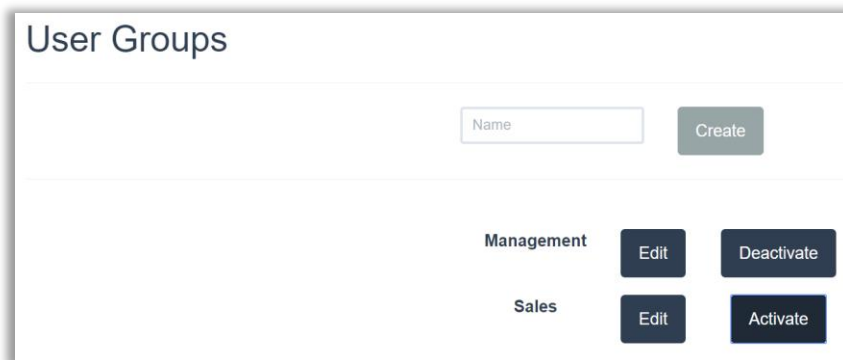 User Groups
Name Create
Management Edit Deactivate
Sales Edit Activate